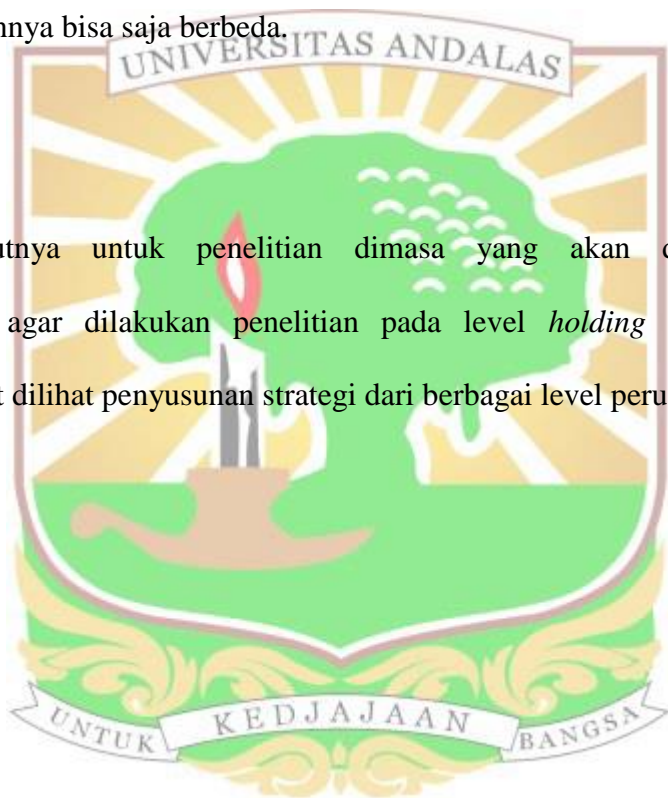 nnya bisa saja berbeda.
UNIVERSITAS ANDALAS
utnya untuk penelitian dimasa yang akan
agar dilakukan penelitian pada level holding
t dilihat penyusunan strategi dari berbagai level peru
UNTUK KEDJAJAAN BANGSA